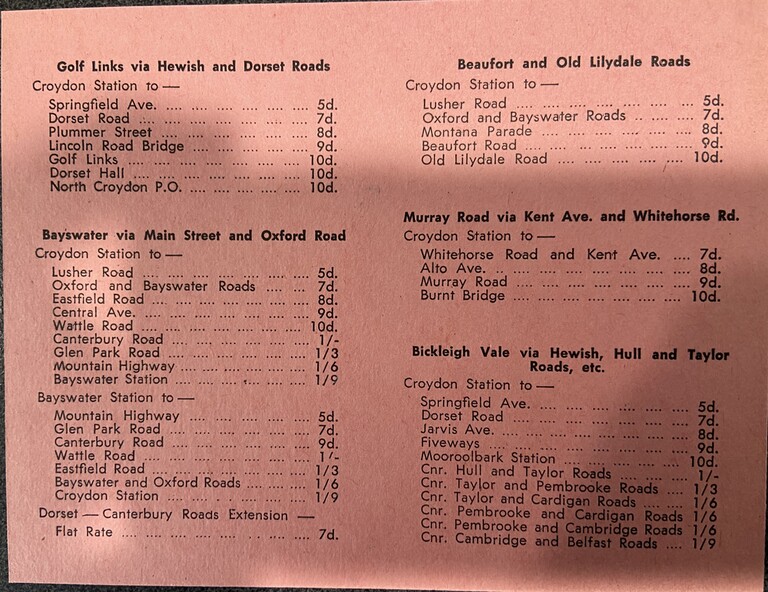 Golf Links via Hewish and Dorset Roads
Croydon Station to —
Springfield Ave. .... .... .... .... .... 5d.
Dorset Road .... .... .... .... .... .... 7d.
Plummer Street .... .... .... .... .... 8d.
Lincoln Road Bridge .... .... .... .... 9d.
Golf Links .... .... .... .... .... .... 10d.
Dorset Hall .... .... .... .... .... .... 10d.
North Croydon P.O. .... .... .... .... 10d.
Bayswater via Main Street and Oxford Road
Croydon Station to —
Lusher Road .... .... .... .... .... .... 5d.
Oxford and Bayswater Roads .... .... 7d.
Eastfield Road .... .... .... .... .... 8d.
Central Ave. .... .... .... .... .... .... 9d.
Wattle Road .... .... .... .... .... .... 10d.
Canterbury Road .... .... .... .... .... 1/-
Glen Park Road .... .... .... .... .... 1/3
Mountain Highway .... .... .... .... 1/6
Bayswater Station .... .... .... .... .... 1/9
Bayswater Station to —
Mountain Highway .... .... .... .... 5d.
Glen Park Road .... .... .... .... .... 7d.
Canterbury Road .... .... .... .... .... 9d.
Wattle Road .... .... .... .... .... .... 1/-
Eastfield Road .... .... .... .... .... 1/3
Bayswater and Oxford Roads .... .... 1/6
Croydon Station .... .... .... .... .... 1/9
Dorset — Canterbury Roads Extension —
Flat Rate .... .... .... .... .... .... 7d.
Beaufort and Old Lilydale Roads
Croydon Station to —
Lusher Road .... .... .... .... .... .... 5d.
Oxford and Bayswater Roads .. .... .... 7d.
Montana Parade .... .... .... .... .... 8d.
Beaufort Road .... .... .... .... .... 9d.
Old Lilydale Road .... .... .... .... 10d.
Murray Road via Kent Ave. and Whitehorse Rd.
Croydon Station to —
Whitehorse Road and Kent Ave. .... 7d.
Alto Ave. .. .... .... .... .... .... .... 8d.
Murray Road .... .... .... .... .... .... 9d.
Burnt Bridge .... .... .... .... .... .... 10d.
Bickleigh Vale via Hewish, Hull and Taylor
Roads, etc.
Croydon Station to —
Springfield Ave. .... .... .... .... .... 5d.
Dorset Road .... .... .... .... .... .... 7d.
Jarvis Ave. .... .... .... .... .... .... 8d.
Fiveways .... .... .... .... .... .... 9d.
Mooroolbark Station .... .... .... .... 10d.
Cnr. Hull and Taylor Roads .... .... 1/-
Cnr. Taylor and Pembrooke Roads .... 1/3
Cnr. Taylor and Cardigan Roads .... 1/6
Cnr. Pembrooke and Cardigan Roads 1/6
Cnr. Pembrooke and Cambridge Roads 1/6
Cnr. Cambridge and Belfast Roads .... 1/9